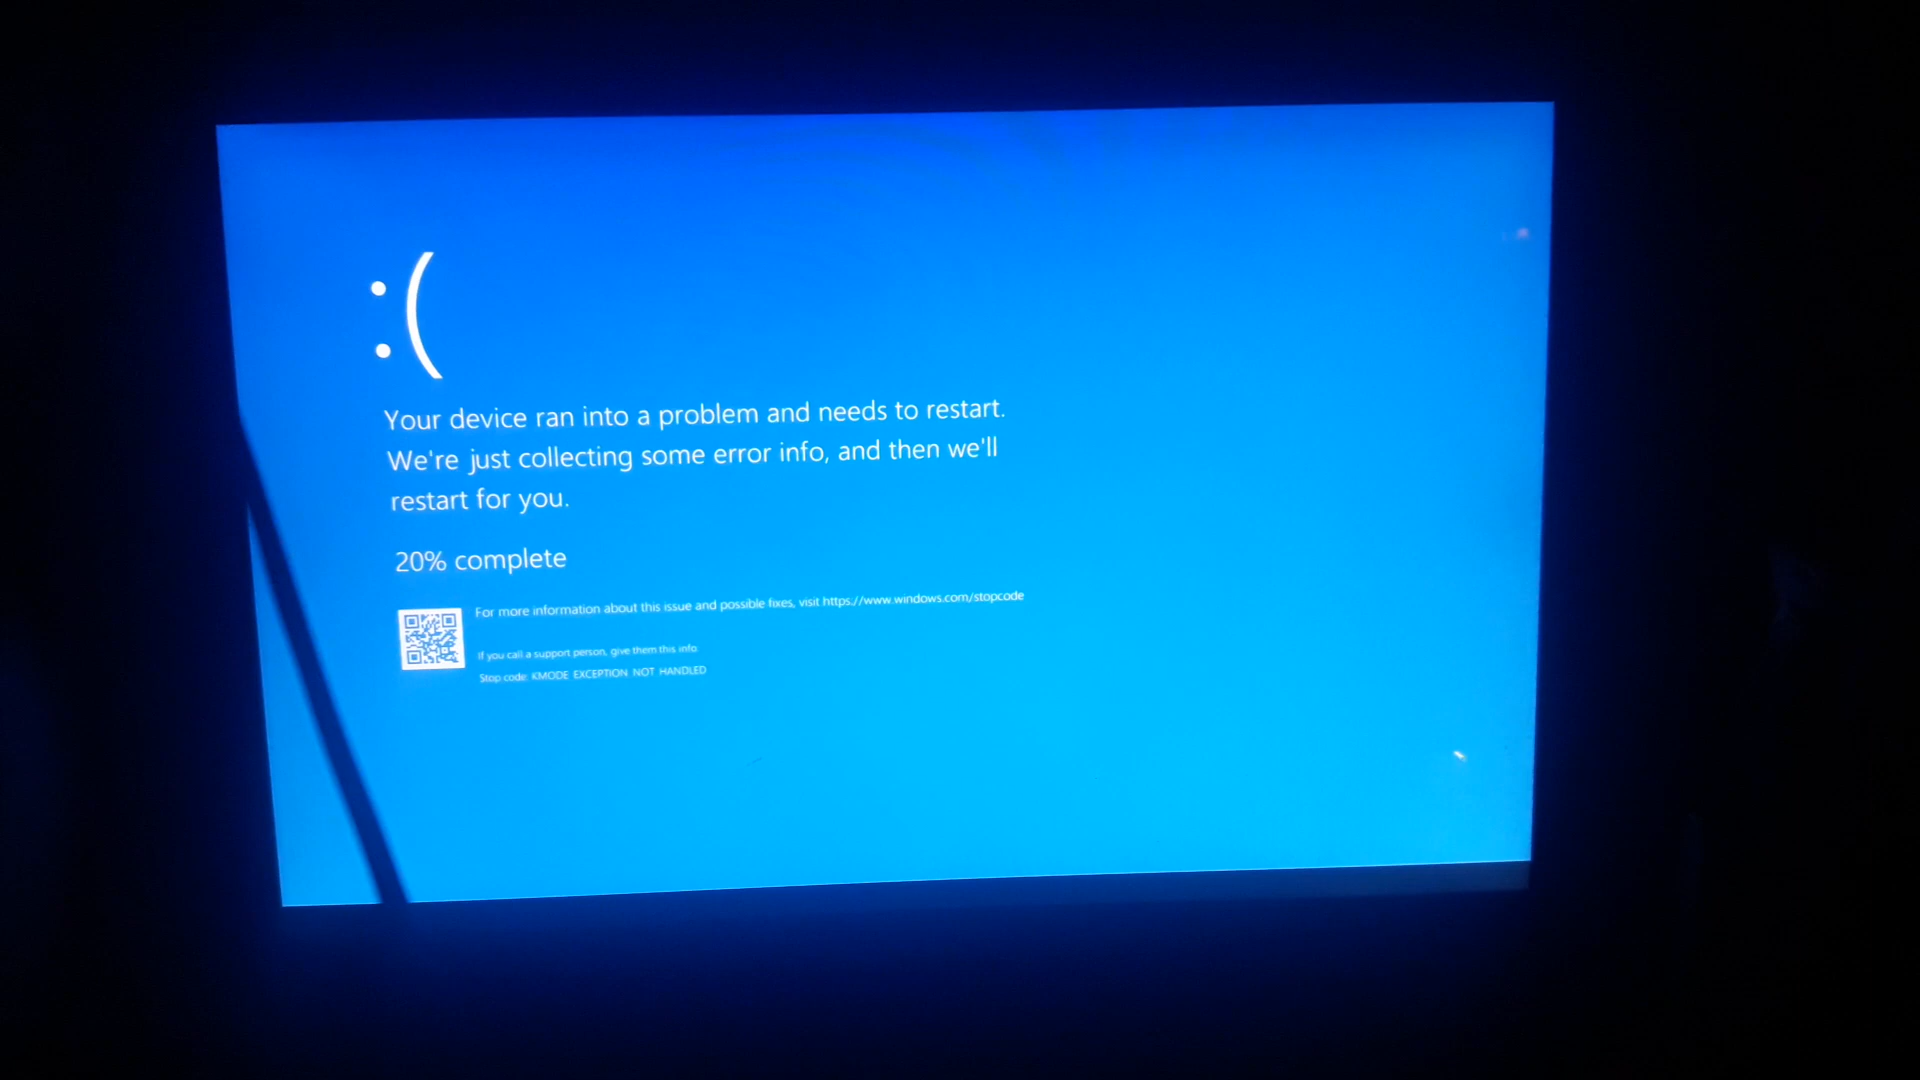 :(
Your device ran into a problem and needs to restart.
We're just collecting some error info, and then we'll
restart for you.
20% complete
For more information about this issue and possible fixes, visit https://www.windows.com/stopcode
If you call a support person, give them this info:
Stop code: KMODE EXCEPTION NOT HANDLED